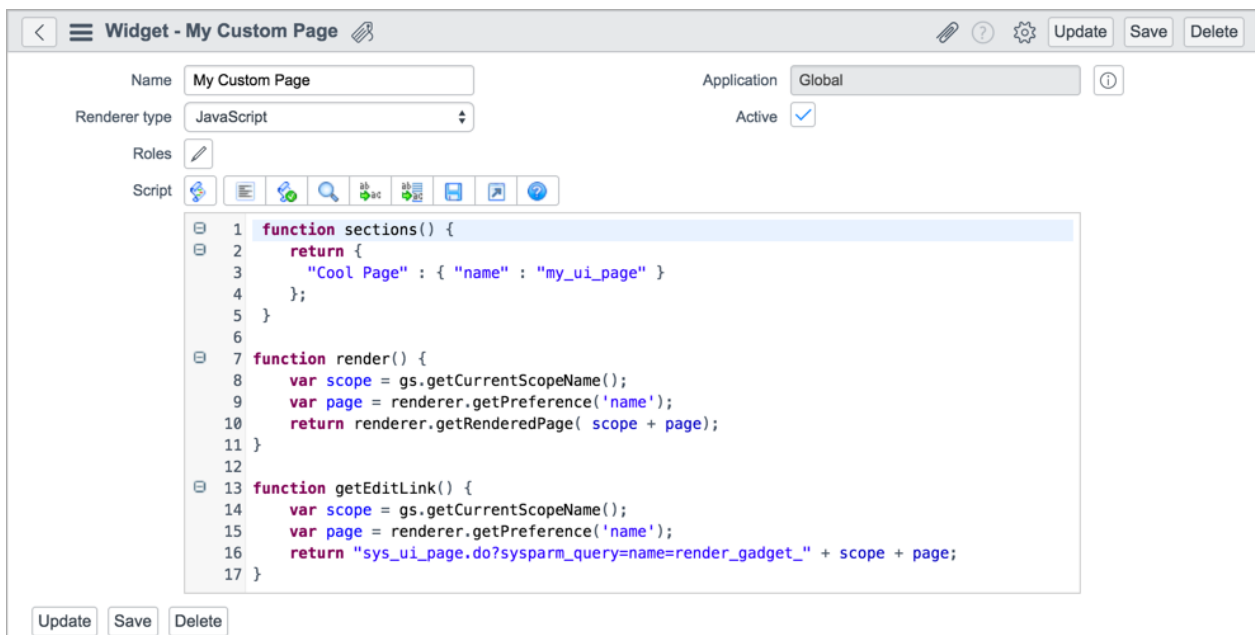 Widget - My Custom Page
Update Save Delete
Name My Custom Page
Application Global
Renderer type JavaScript
Active
Roles
Script
1 function sections() {
2 return {
3 "Cool Page" : { "name" : "my_ui_page" }
4 };
5 }
6
7 function render() {
8 var scope = gs.getCurrentScopeName();
9 var page = renderer.getPreference('name');
10 return renderer.getRenderedPage( scope + page);
11 }
12
13 function getEditLink() {
14 var scope = gs.getCurrentScopeName();
15 var page = renderer.getPreference('name');
16 return "sys_ui_page.do?sysparm_query=name=render_gadget_" + scope + page;
17 }
Update Save Delete